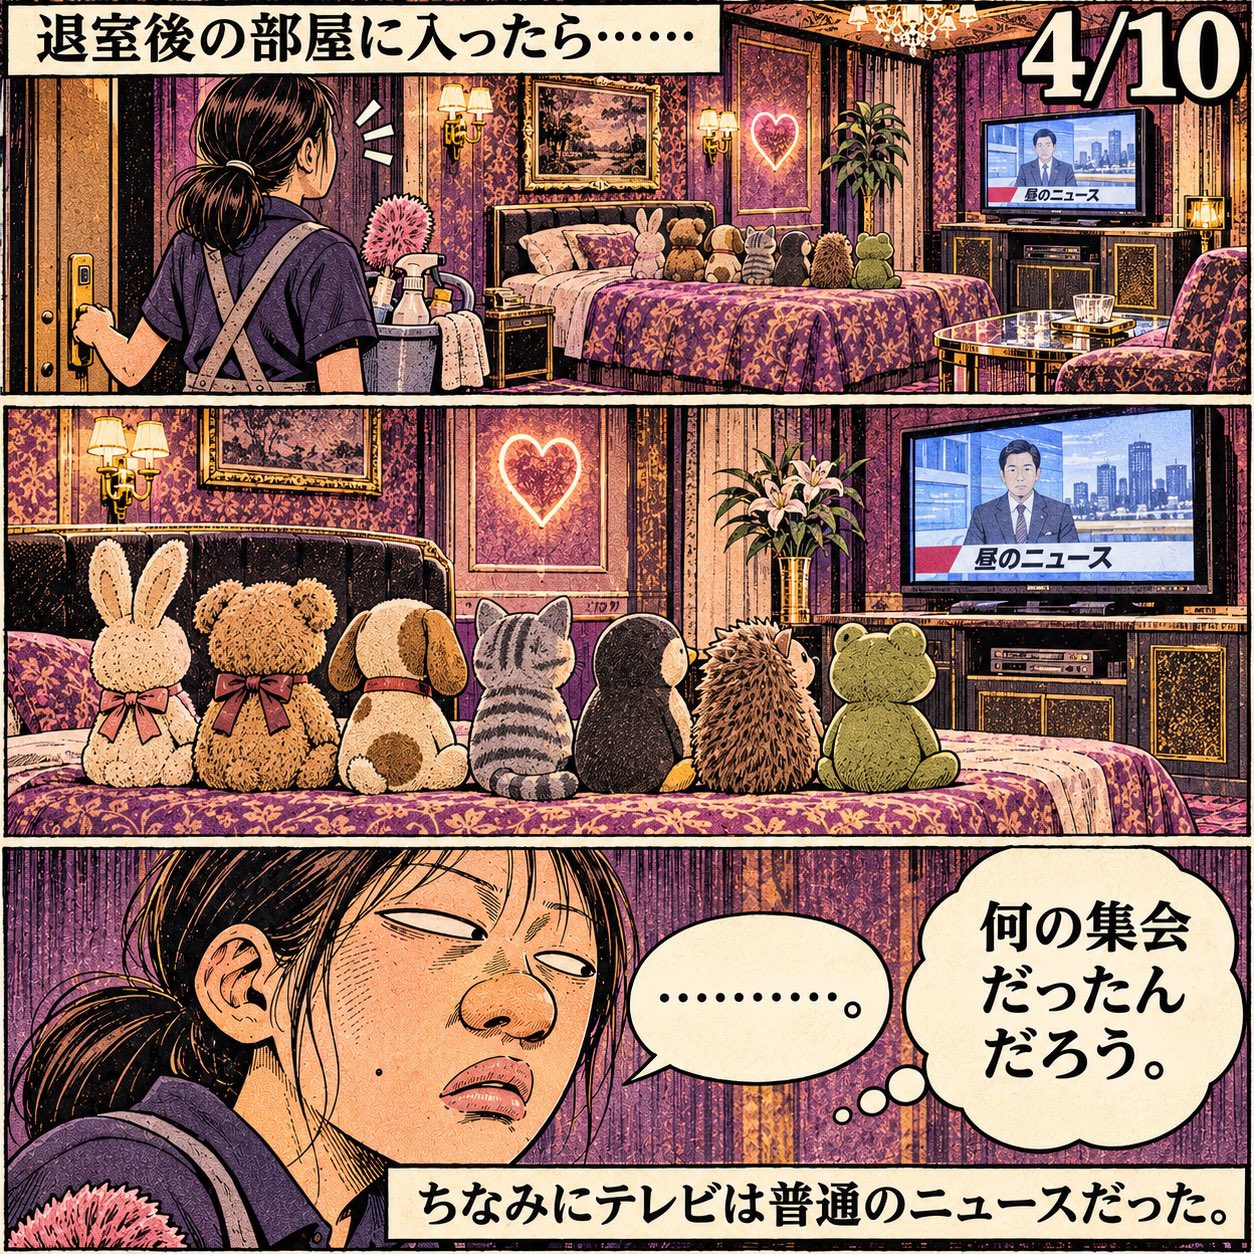 退室後の部屋に入ったら……
4/10
昼のニュース
昼のニュース
…………。
何の集会
だったん
だろう。
ちなみにテレビは普通のニュースだった。